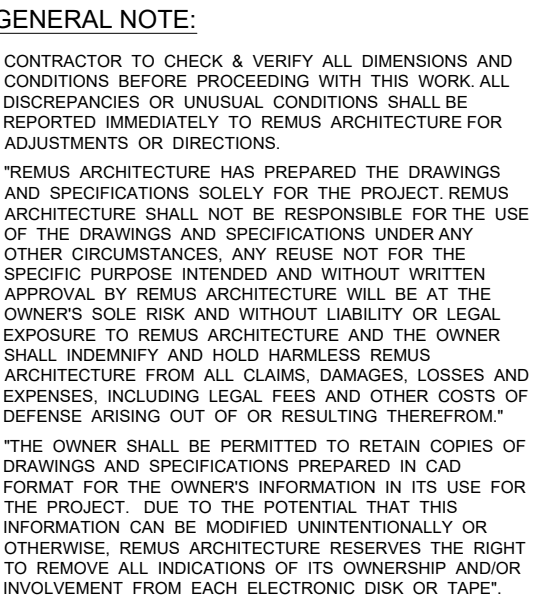 GENERAL NOTE:
CONTRACTOR TO CHECK & VERIFY ALL DIMENSIONS AND
CONDITIONS BEFORE PROCEEDING WITH THIS WORK. ALL
DISCREPANCIES OR UNUSUAL CONDITIONS SHALL BE
REPORTED IMMEDIATELY TO REMUS ARCHITECTURE FOR
ADJUSTMENTS OR DIRECTIONS.
"REMUS ARCHITECTURE HAS PREPARED THE DRAWINGS
AND SPECIFICATIONS SOLELY FOR THE PROJECT. REMUS
ARCHITECTURE SHALL NOT BE RESPONSIBLE FOR THE USE
OF THE DRAWINGS AND SPECIFICATIONS UNDER ANY
OTHER CIRCUMSTANCES, ANY REUSE NOT FOR THE
SPECIFIC PURPOSE INTENDED AND WITHOUT WRITTEN
APPROVAL BY REMUS ARCHITECTURE WILL BE AT THE
OWNER'S SOLE RISK AND WITHOUT LIABILITY OR LEGAL
EXPOSURE TO REMUS ARCHITECTURE AND THE OWNER
SHALL INDEMNIFY AND HOLD HARMLESS REMUS
ARCHITECTURE FROM ALL CLAIMS, DAMAGES, LOSSES AND
EXPENSES, INCLUDING LEGAL FEES AND OTHER COSTS OF
DEFENSE ARISING OUT OF OR RESULTING THEREFROM."
"THE OWNER SHALL BE PERMITTED TO RETAIN COPIES OF
DRAWINGS AND SPECIFICATIONS PREPARED IN CAD
FORMAT FOR THE OWNER'S INFORMATION IN ITS USE FOR
THE PROJECT. DUE TO THE POTENTIAL THAT THIS
INFORMATION CAN BE MODIFIED UNINTENTIONALLY OR
OTHERWISE, REMUS ARCHITECTURE RESERVES THE RIGHT
TO REMOVE ALL INDICATIONS OF ITS OWNERSHIP AND/OR
INVOLVEMENT FROM EACH ELECTRONIC DISK OR TAPE".